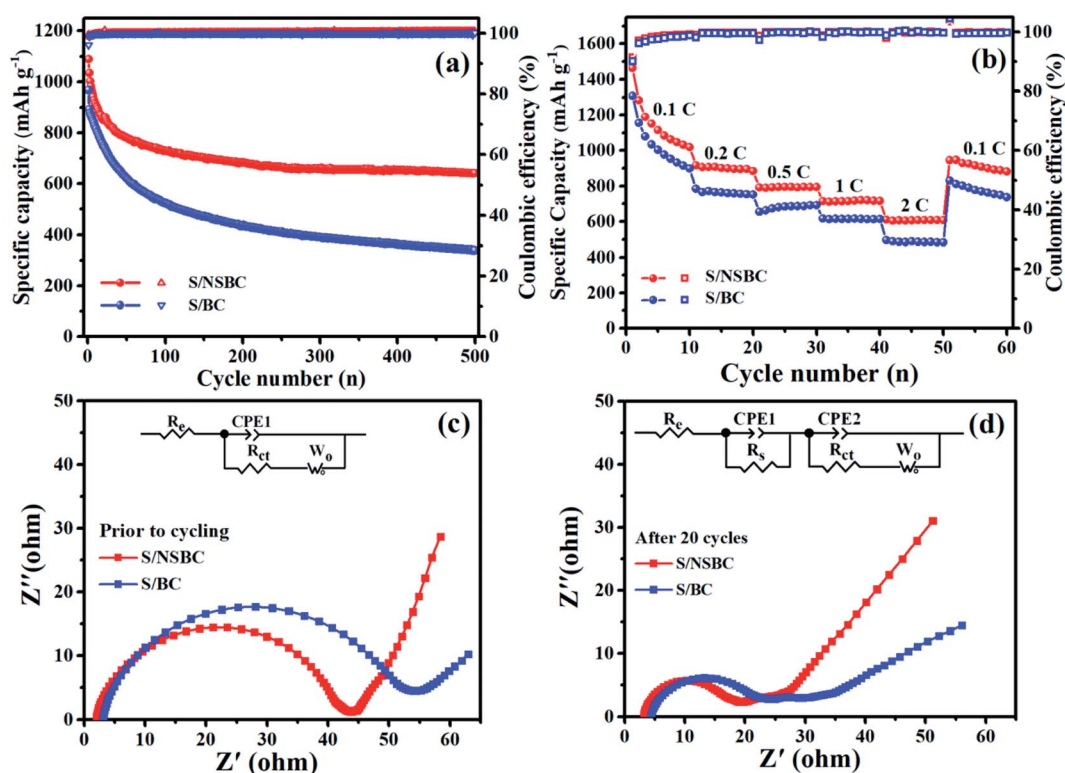 (a)
1200
1000
800
600
400
200
0
Specific capacity (mAh g⁻¹)
100
80
60
40
20
0
Coulombic efficiency (%)
S/NSBC
S/BC
0 100 200 300 400 500
Cycle number (n)
(b)
1600
1400
1200
1000
800
600
400
200
0
Specific Capacity (mAh g⁻¹)
100
80
60
40
20
0
Coulombic efficiency (%)
0.1 C
0.2 C
0.5 C
1 C
2 C
0.1 C
S/NSBC
S/BC
0 10 20 30 40 50 60
Cycle number (n)
(c)
50
40
30
20
10
0
Z″(ohm)
Rₑ CPE1
R_ct W_o
Prior to cycling
S/NSBC
S/BC
0 10 20 30 40 50 60
Z′ (ohm)
(d)
50
40
30
20
10
0
Z″(ohm)
Rₑ CPE1 CPE2
R_s R_ct W_o
After 20 cycles
S/NSBC
S/BC
0 10 20 30 40 50 60
Z′ (ohm)